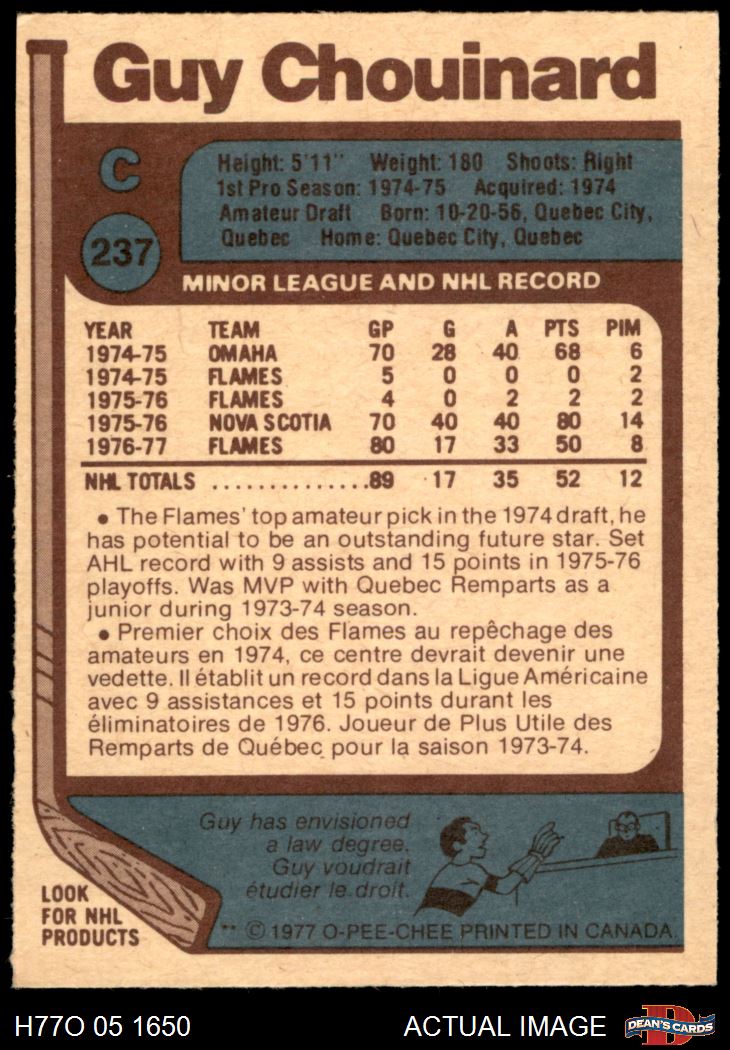 Guy Chouinard
C
237
Height: 5'11" Weight: 180 Shoots: Right
1st Pro Season: 1974-75 Acquired: 1974
Amateur Draft Born: 10-20-56, Quebec City,
Quebec Home: Quebec City, Quebec
MINOR LEAGUE AND NHL RECORD
YEAR TEAM GP G A PTS PIM
1974-75 OMAHA 70 28 40 68 6
1974-75 FLAMES 5 0 0 0 2
1975-76 FLAMES 4 0 2 2 2
1975-76 NOVA SCOTIA 70 40 40 80 14
1976-77 FLAMES 80 17 33 50 8
NHL TOTALS ..............89 17 35 52 12
• The Flames' top amateur pick in the 1974 draft, he
has potential to be an outstanding future star. Set
AHL record with 9 assists and 15 points in 1975-76
playoffs. Was MVP with Quebec Remparts as a
junior during 1973-74 season.
• Premier choix des Flames au repêchage des
amateurs en 1974, ce centre devrait devenir une
vedette. Il établit un record dans la Ligue Américaine
avec 9 assistances et 15 points durant les
éliminatoires de 1976. Joueur de Plus Utile des
Remparts de Québec pour la saison 1973-74.
Guy has envisioned
a law degree.
Guy voudrait
étudier le droit.
LOOK
FOR NHL
PRODUCTS
** © 1977 O-PEE-CHEE PRINTED IN CANADA.
H77O 05 1650 ACTUAL IMAGE
D
DEAN'S CARDS